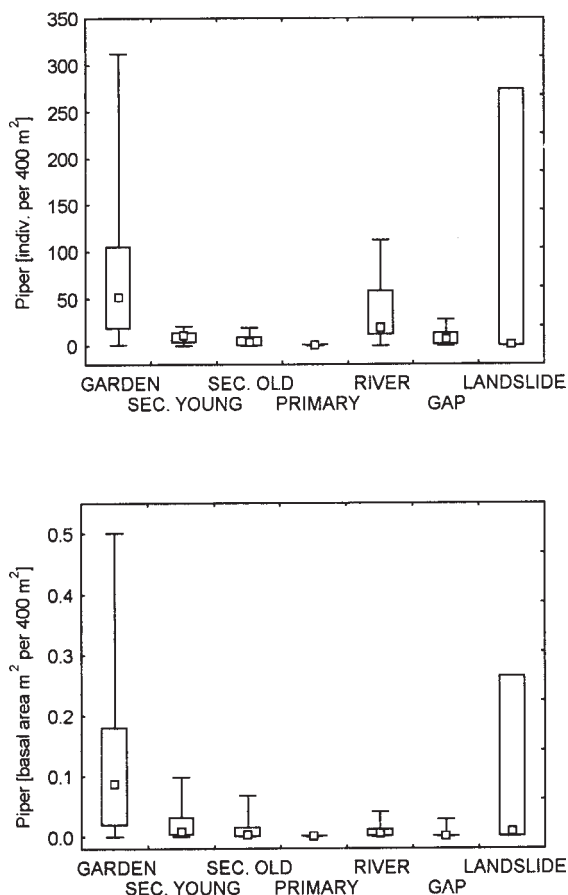 Piper [indiv. per 400 m²]
350
300
250
200
150
100
50
0
GARDEN SEC. OLD RIVER LANDSLIDE
SEC. YOUNG PRIMARY GAP
Piper [basal area m² per 400 m²]
0.5
0.4
0.3
0.2
0.1
0.0
GARDEN SEC. OLD RIVER LANDSLIDE
SEC. YOUNG PRIMARY GAP